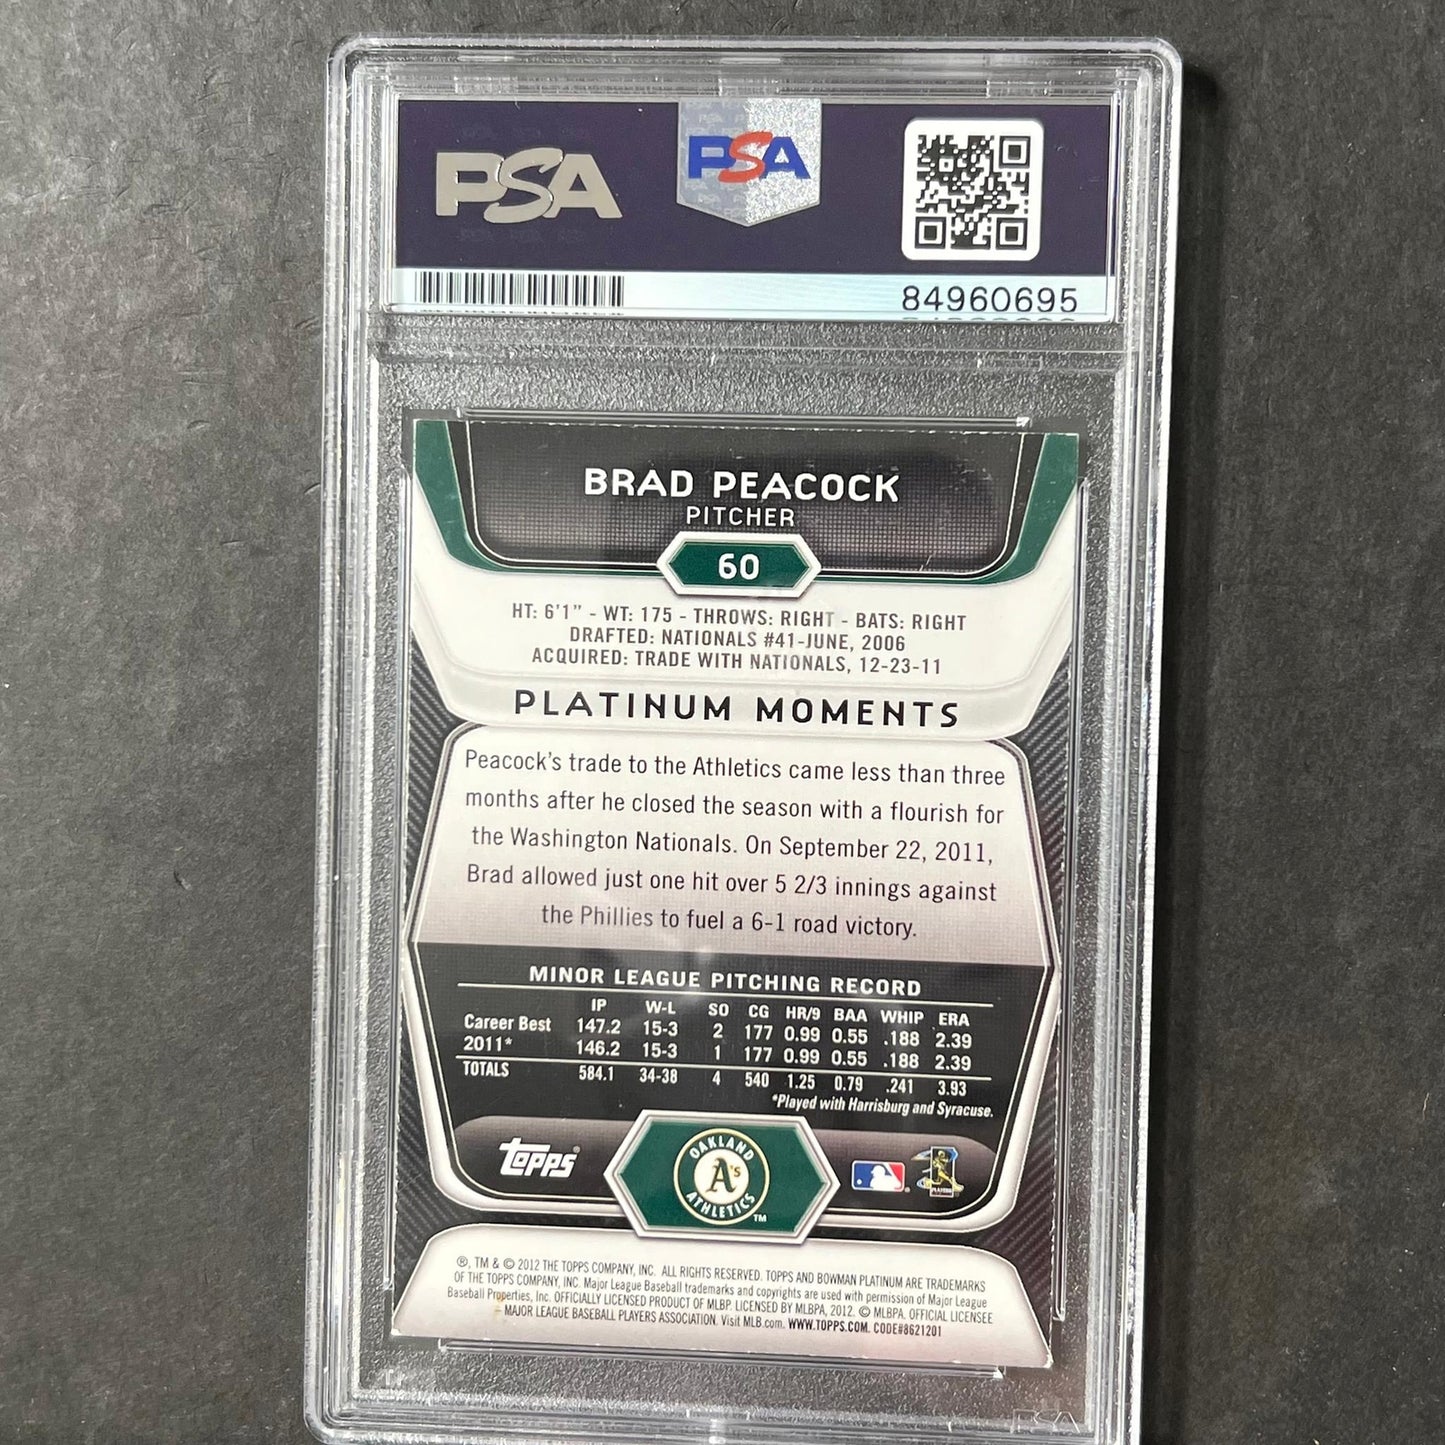 PSA
PSA
84960695
BRAD PEACOCK
PITCHER
60
HT: 6'1" - WT: 175 - THROWS: RIGHT - BATS: RIGHT
DRAFTED: NATIONALS #41-JUNE, 2006
ACQUIRED: TRADE WITH NATIONALS, 12-23-11
PLATINUM MOMENTS
Peacock's trade to the Athletics came less than three
months after he closed the season with a flourish for
the Washington Nationals. On September 22, 2011,
Brad allowed just one hit over 5 2/3 innings against
the Phillies to fuel a 6-1 road victory.
MINOR LEAGUE PITCHING RECORD
IP W-L SO CG HR/9 BAA WHIP ERA
Career Best 147.2 15-3 2 177 0.99 0.55 .188 2.39
2011* 146.2 15-3 1 177 0.99 0.55 .188 2.39
TOTALS 584.1 34-38 4 540 1.25 0.79 .241 3.93
*Played with Harrisburg and Syracuse.
Topps
OAKLAND
A's
ATHLETICS
TM
®, TM & © 2012 THE TOPPS COMPANY, INC. ALL RIGHTS RESERVED. TOPPS AND BOWMAN PLATINUM ARE TRADEMARKS
OF THE TOPPS COMPANY, INC. Major League Baseball trademarks and copyrights are used with permission of Major League
Baseball Properties, Inc. OFFICIALLY LICENSED PRODUCT OF MLBP. LICENSED BY MLBPA, 2012. © MLBPA. OFFICIAL LICENSEE
– MAJOR LEAGUE BASEBALL PLAYERS ASSOCIATION. Visit MLB.com. WWW.TOPPS.COM. CODE#8621201
PSA